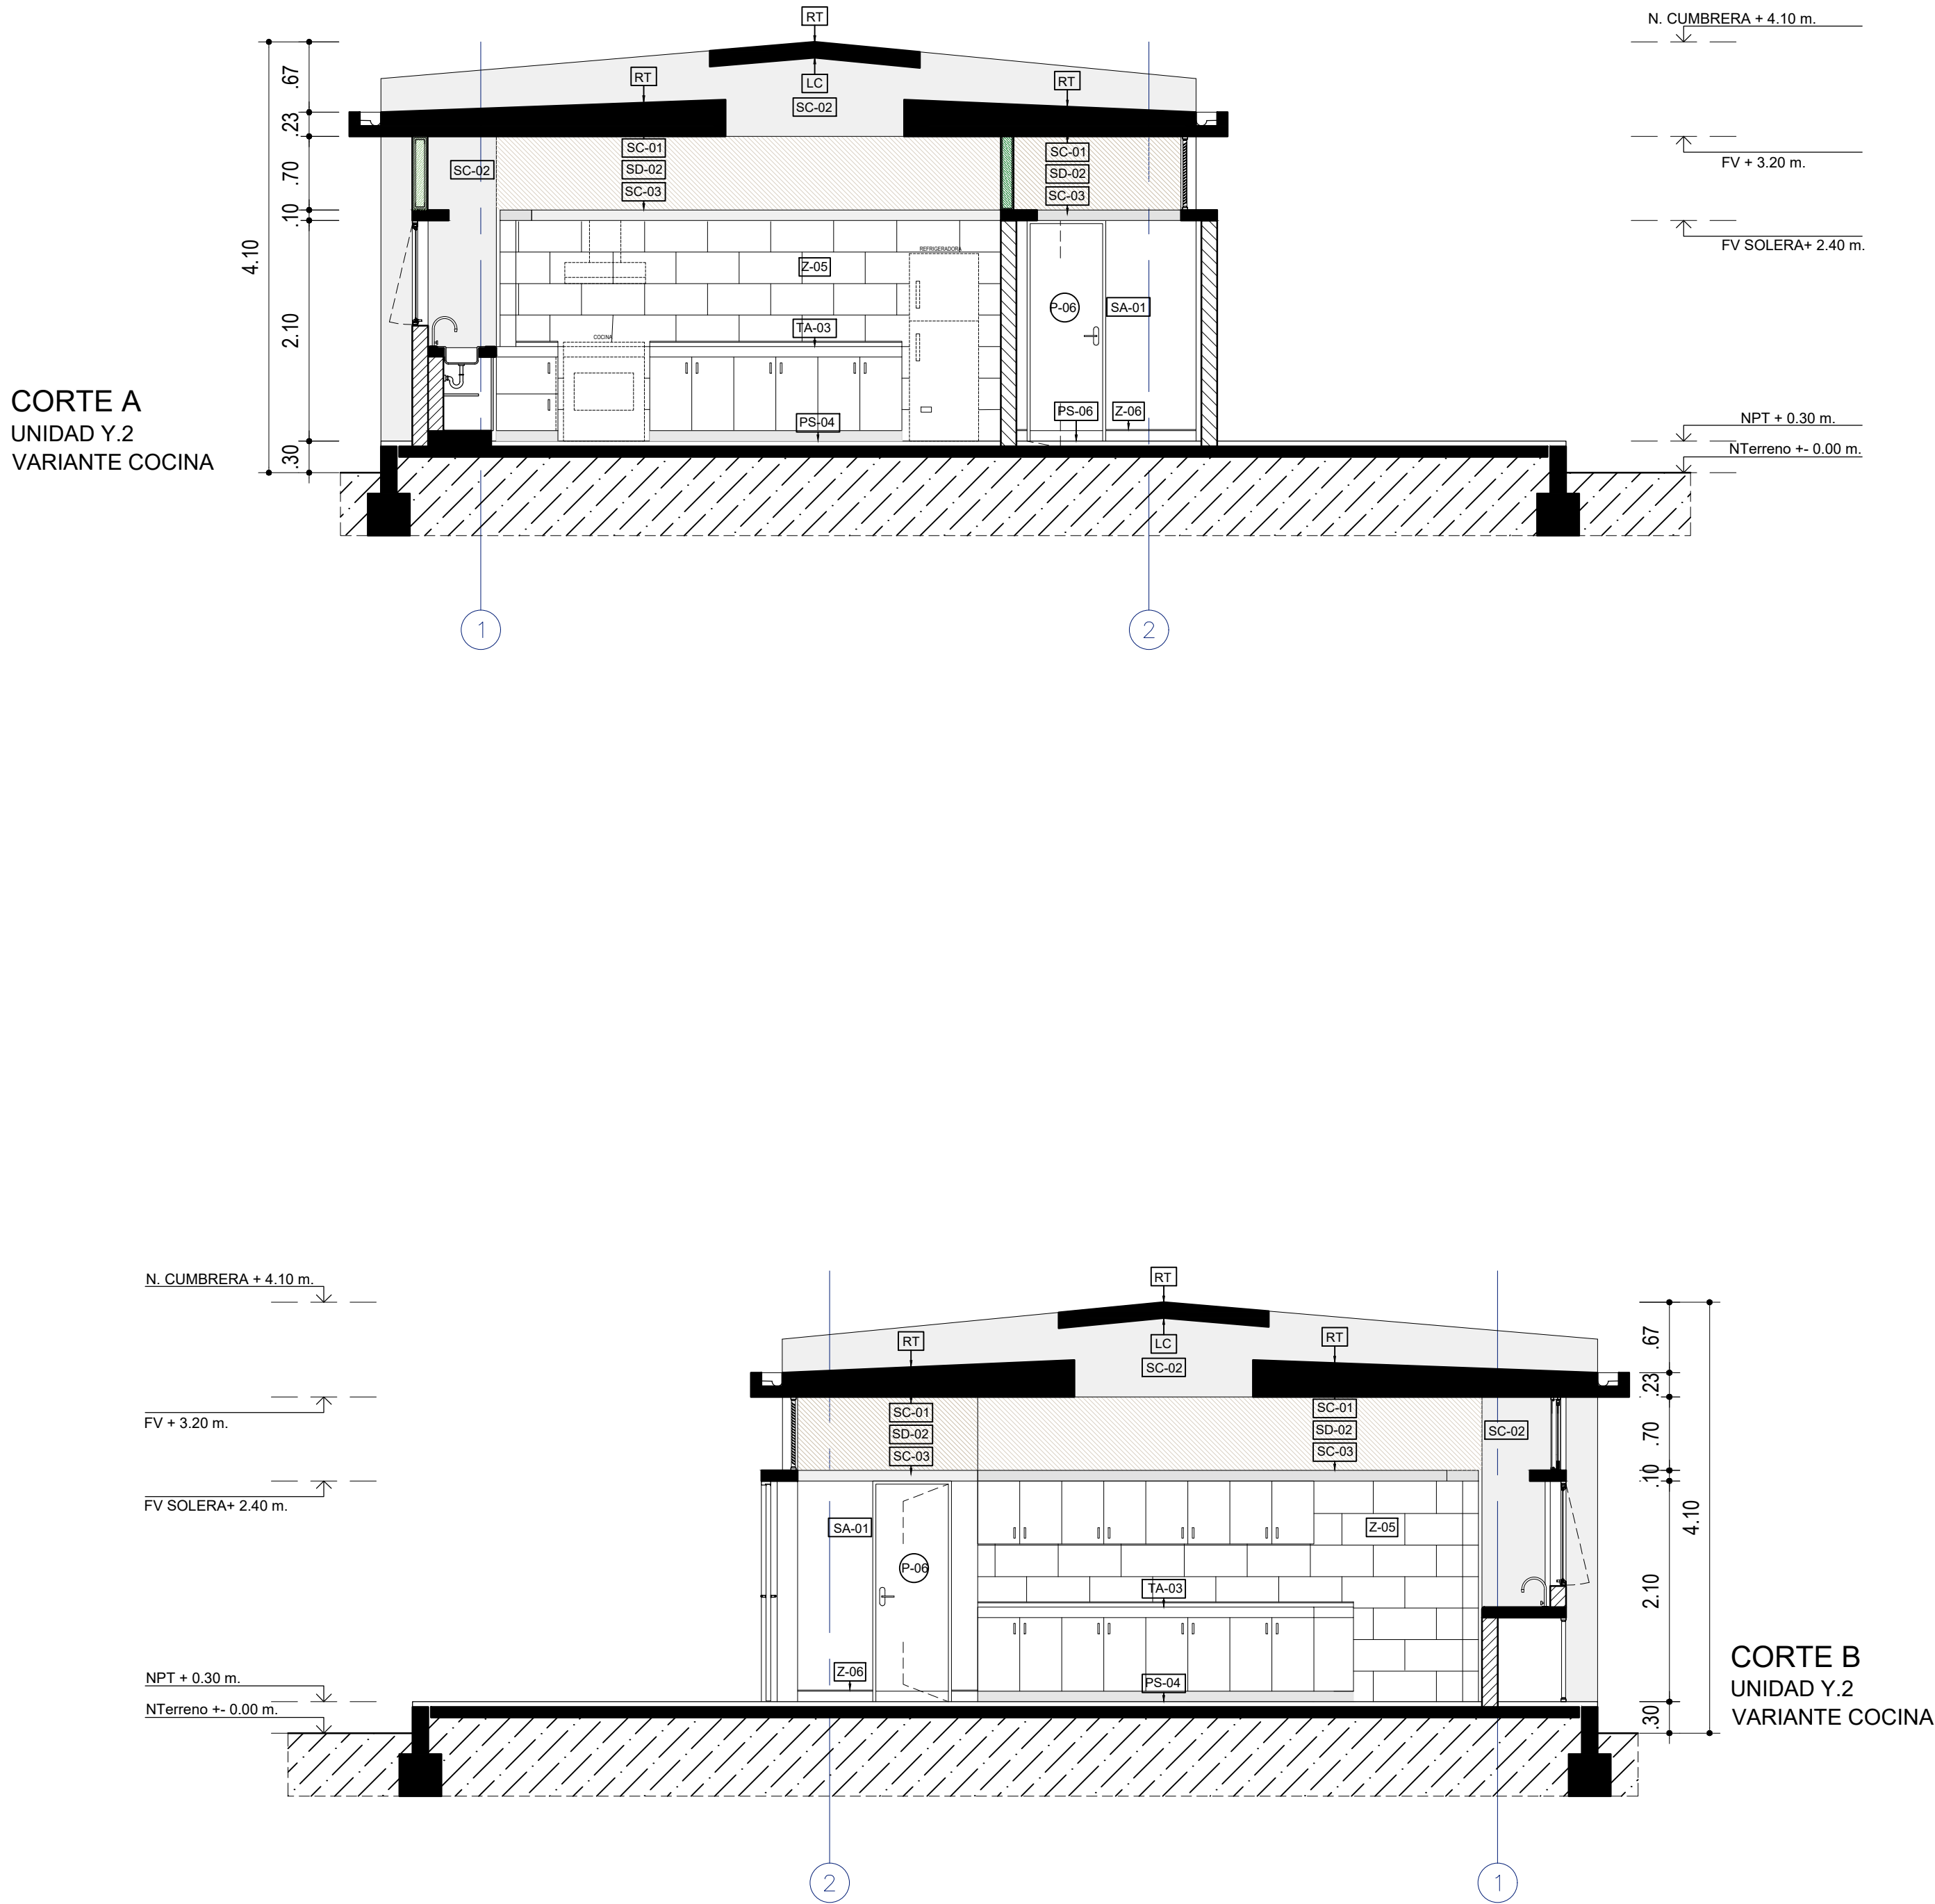 RT
N. CUMBRERA + 4.10 m.
.67
RT
LC
RT
SC-02
.23
SC-01
SC-01
FV + 3.20 m.
.70
SC-02
SD-02
SD-02
SC-03
SC-03
.10
FV SOLERA+ 2.40 m.
4.10
REFRIGERADORA
Z-05
P-06
SA-01
2.10
TA-03
COCINA
CORTE A
UNIDAD Y.2
VARIANTE COCINA
PS-04
PS-06
Z-06
NPT + 0.30 m.
NTerreno +- 0.00 m.
.30
1
2
N. CUMBRERA + 4.10 m.
RT
.67
RT
LC
RT
SC-02
.23
FV + 3.20 m.
SC-01
SC-01
SD-02
SD-02
SC-02
.70
SC-03
SC-03
.10
FV SOLERA+ 2.40 m.
4.10
SA-01
Z-05
P-06
TA-03
2.10
NPT + 0.30 m.
NTerreno +- 0.00 m.
Z-06
PS-04
CORTE B
UNIDAD Y.2
VARIANTE COCINA
.30
2
1